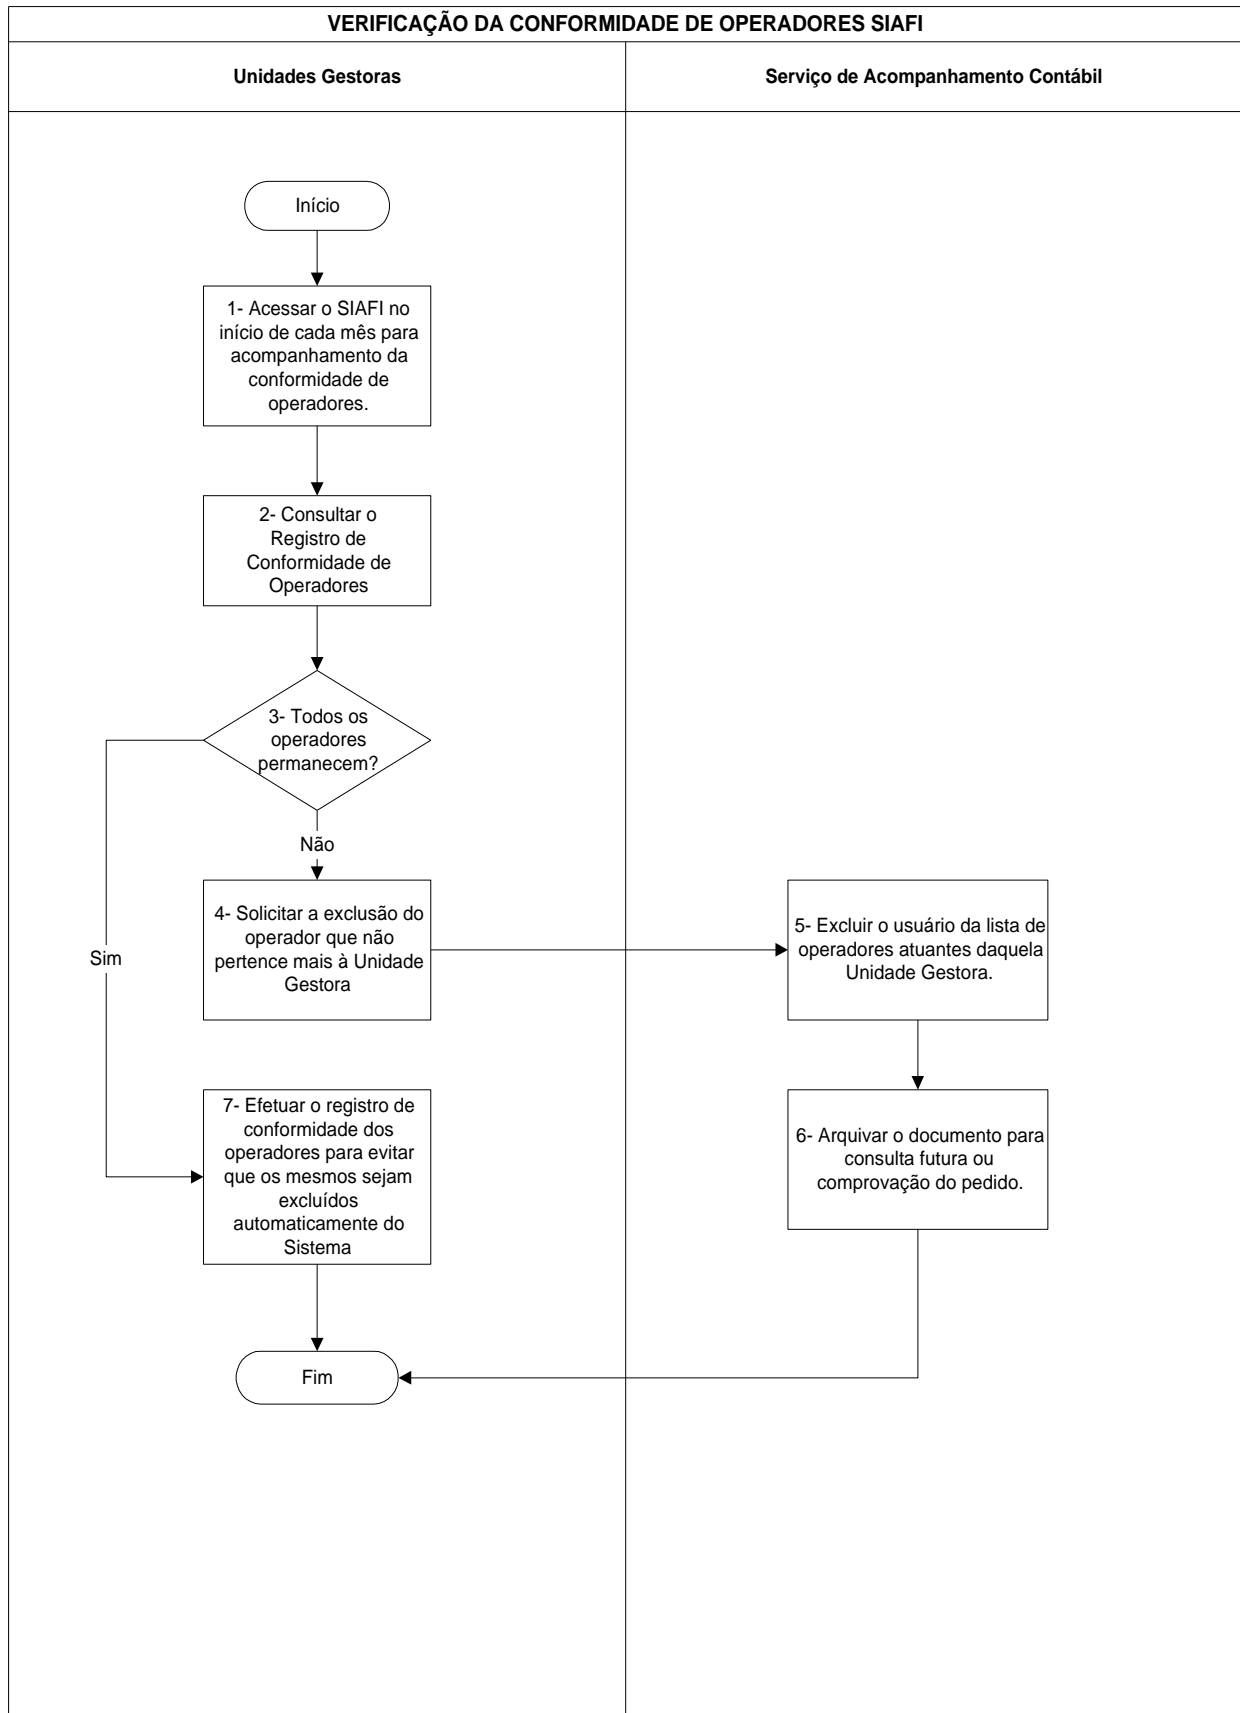 VERIFICAÇÃO DA CONFORMIDADE DE OPERADORES SIAFI
Unidades Gestoras
Serviço de Acompanhamento Contábil
Início
1- Acessar o SIAFI no
início de cada mês para
acompanhamento da
conformidade de
operadores.
2- Consultar o
Registro de
Conformidade de
Operadores
3- Todos os
operadores
permanecem?
Não
Sim
4- Solicitar a exclusão do
operador que não
pertence mais à Unidade
Gestora
5- Excluir o usuário da lista de
operadores atuantes daquela
Unidade Gestora.
6- Arquivar o documento para
consulta futura ou
comprovação do pedido.
7- Efetuar o registro de
conformidade dos
operadores para evitar
que os mesmos sejam
excluídos
automaticamente do
Sistema
Fim